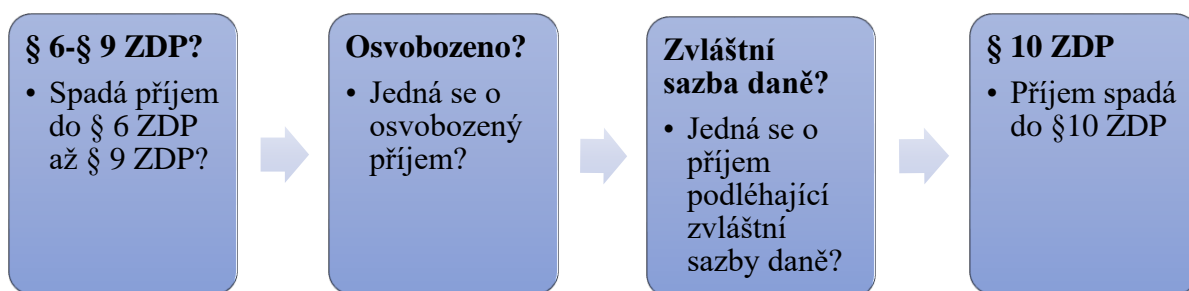 § 6-§ 9 ZDP?
• Spadá příjem
do § 6 ZDP
až § 9 ZDP?
Osvobozeno?
• Jedná se o
osvobozený
příjem?
Zvláštní
sazba daně?
• Jedná se o
příjem
podléhající
zvláštní
sazby daně?
§ 10 ZDP
• Příjem spadá
do §10 ZDP